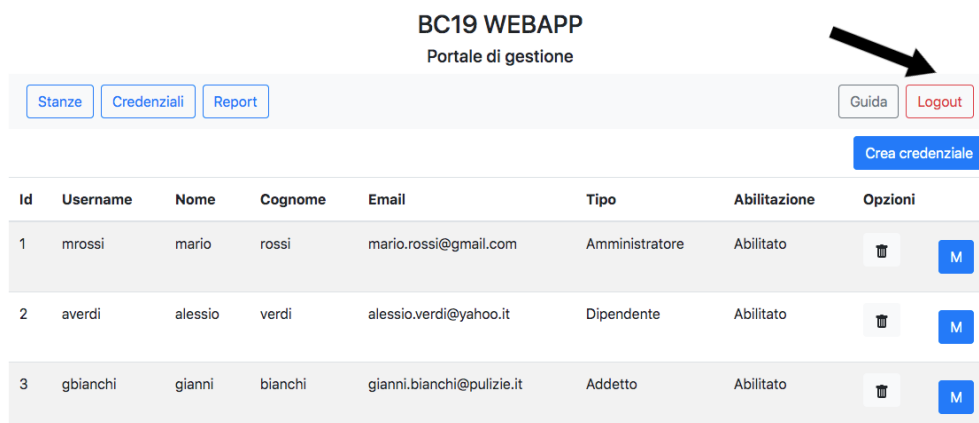 BC19 WEBAPP
Portale di gestione
Stanze Credenziali Report Guida Logout
Crea credenziale
Id Username Nome Cognome Email Tipo Abilitazione Opzioni
1 mrossi mario rossi mario.rossi@gmail.com Amministratore Abilitato M
2 averdi alessio verdi alessio.verdi@yahoo.it Dipendente Abilitato M
3 gbianchi gianni bianchi gianni.bianchi@pulizie.it Addetto Abilitato M